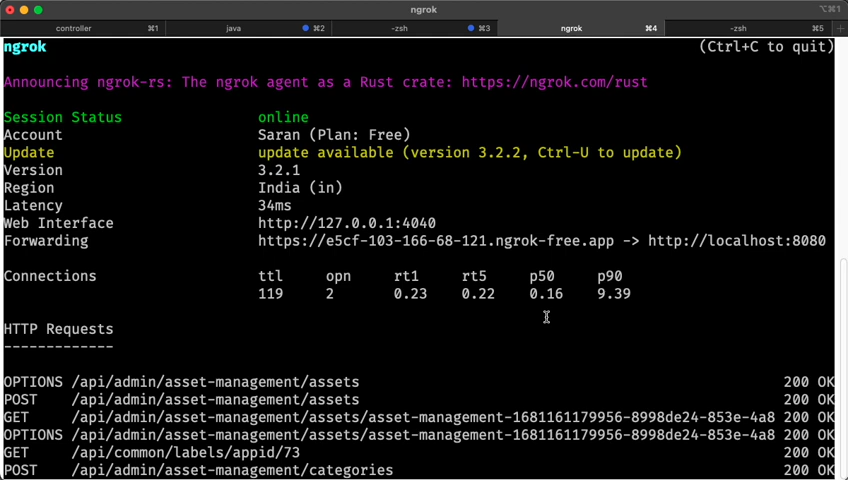 ngrok ⌥⌘1
controller ⌘1 java ⌘2 -zsh ⌘3 ngrok ⌘4 -zsh ⌘5 +
ngrok (Ctrl+C to quit)
Announcing ngrok-rs: The ngrok agent as a Rust crate: https://ngrok.com/rust
Session Status online
Account Saran (Plan: Free)
Update update available (version 3.2.2, Ctrl-U to update)
Version 3.2.1
Region India (in)
Latency 34ms
Web Interface http://127.0.0.1:4040
Forwarding https://e5cf-103-166-68-121.ngrok-free.app -> http://localhost:8080
Connections ttl opn rt1 rt5 p50 p90
119 2 0.23 0.22 0.16 9.39
HTTP Requests
-------------
OPTIONS /api/admin/asset-management/assets 200 OK
POST /api/admin/asset-management/assets 200 OK
GET /api/admin/asset-management/assets/asset-management-1681161179956-8998de24-853e-4a8 200 OK
OPTIONS /api/admin/asset-management/assets/asset-management-1681161179956-8998de24-853e-4a8 200 OK
GET /api/common/labels/appid/73 200 OK
POST /api/admin/asset-management/categories 200 OK